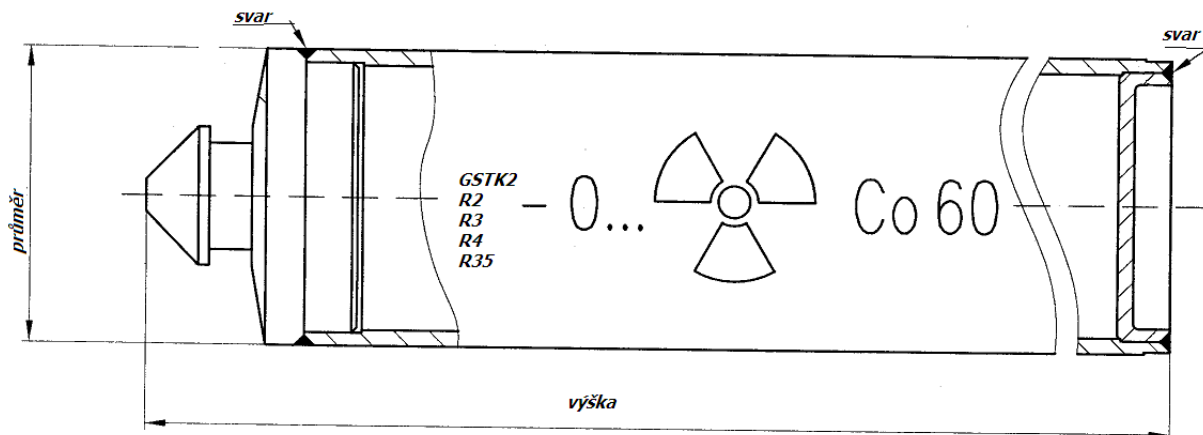 svar
svar
průměr
GSTK2
R2
R3
R4
R35
– 0... Co 60
výška